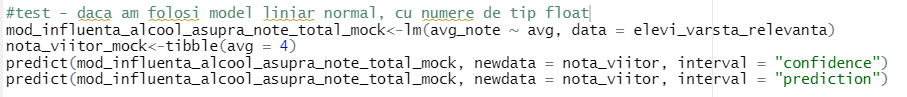 #test - daca am folosi model liniar normal, cu numere de tip float
mod_influenta_alcool_asupra_note_total_mock<-lm(avg_note ~ avg, data = elevi_varsta_relevanta)
nota_viitor_mock<-tibble(avg = 4)
predict(mod_influenta_alcool_asupra_note_total_mock, newdata = nota_viitor, interval = "confidence")
predict(mod_influenta_alcool_asupra_note_total_mock, newdata = nota_viitor, interval = "prediction")